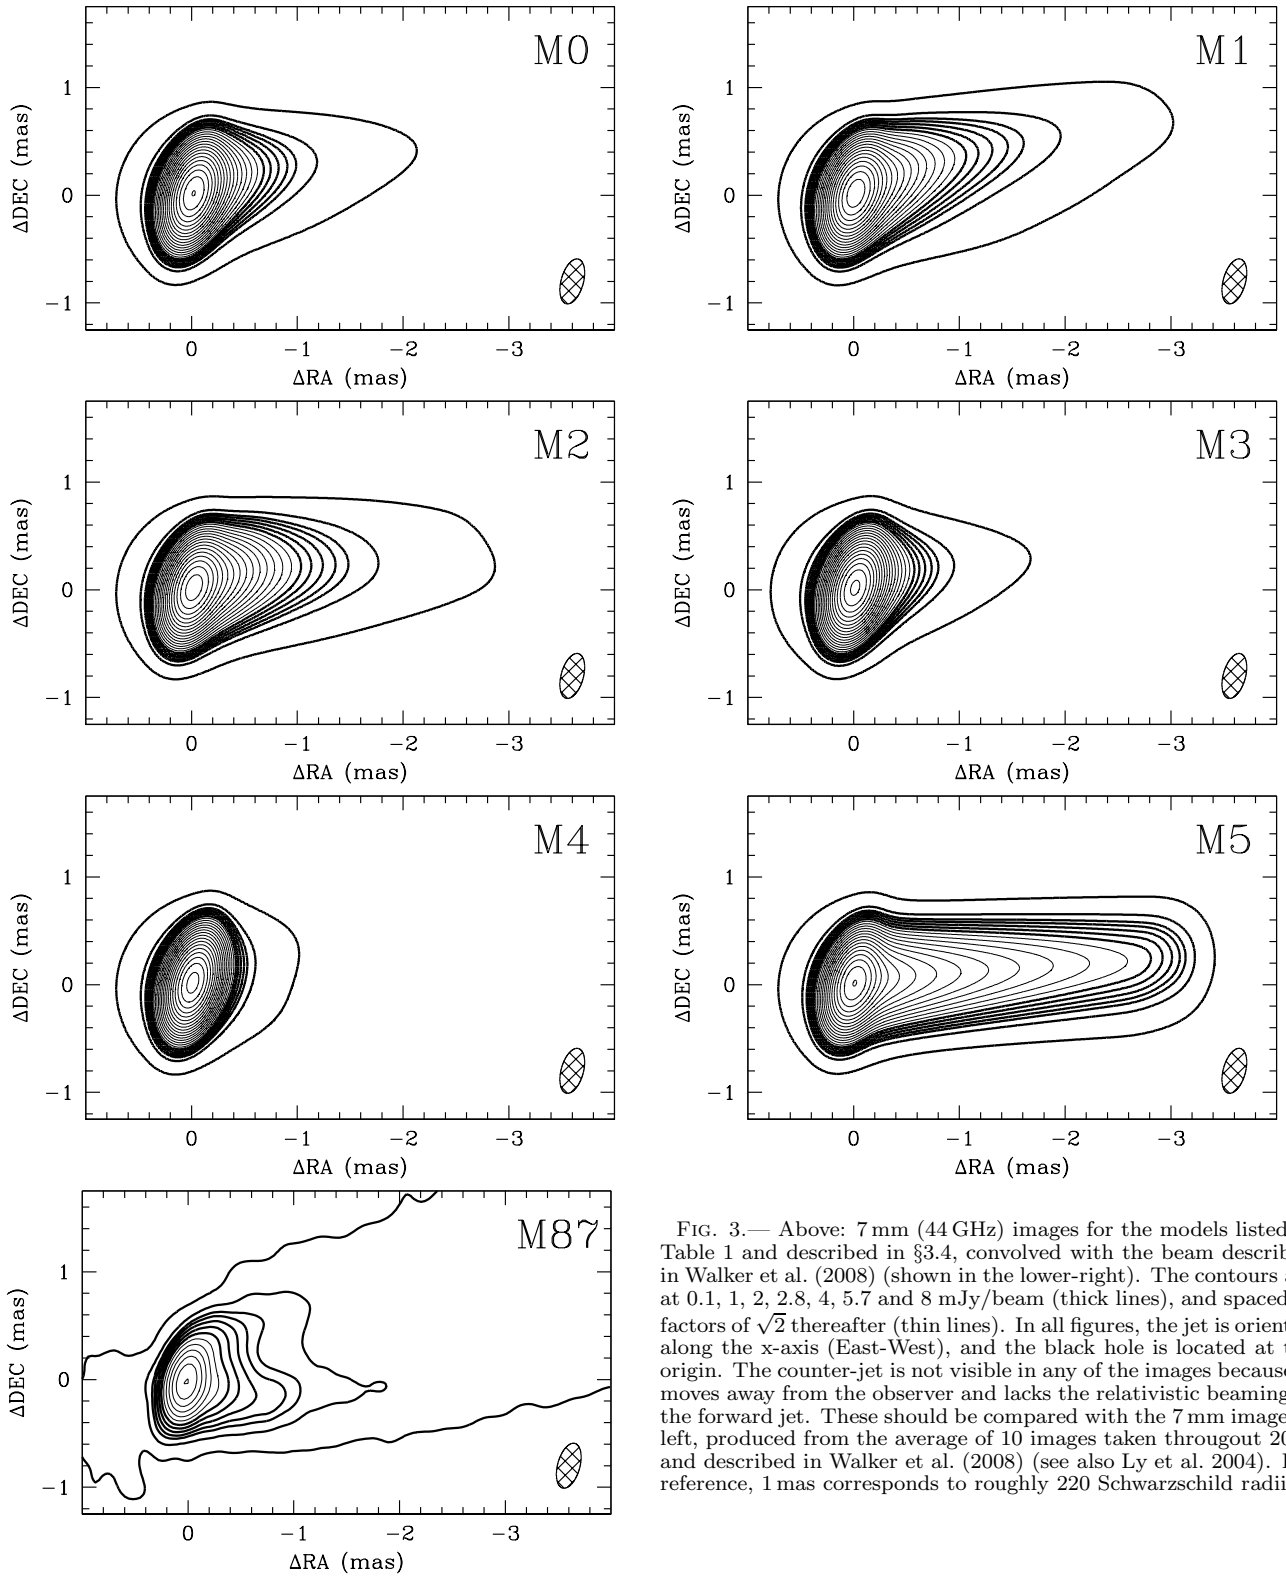 M0
1
0
−1
ΔDEC (mas)
0 −1 −2 −3
ΔRA (mas)
M1
1
0
−1
ΔDEC (mas)
0 −1 −2 −3
ΔRA (mas)
M2
1
0
−1
ΔDEC (mas)
0 −1 −2 −3
ΔRA (mas)
M3
1
0
−1
ΔDEC (mas)
0 −1 −2 −3
ΔRA (mas)
M4
1
0
−1
ΔDEC (mas)
0 −1 −2 −3
ΔRA (mas)
M5
1
0
−1
ΔDEC (mas)
0 −1 −2 −3
ΔRA (mas)
M87
1
0
−1
ΔDEC (mas)
0 −1 −2 −3
ΔRA (mas)
Fig. 3.— Above: 7 mm (44 GHz) images for the models listed
Table 1 and described in §3.4, convolved with the beam describ
in Walker et al. (2008) (shown in the lower-right). The contours
at 0.1, 1, 2, 2.8, 4, 5.7 and 8 mJy/beam (thick lines), and spaced
factors of √2 thereafter (thin lines). In all figures, the jet is orient
along the x-axis (East-West), and the black hole is located at
origin. The counter-jet is not visible in any of the images because
moves away from the observer and lacks the relativistic beaming
the forward jet. These should be compared with the 7 mm image
left, produced from the average of 10 images taken througout 20
and described in Walker et al. (2008) (see also Ly et al. 2004).
reference, 1 mas corresponds to roughly 220 Schwarzschild radii